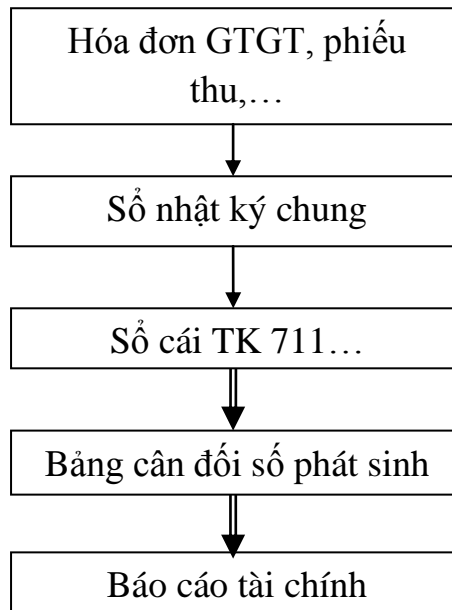 Hóa đơn GTGT, phiếu
thu,…
Sổ nhật ký chung
Sổ cái TK 711…
Bảng cân đối số phát sinh
Báo cáo tài chính